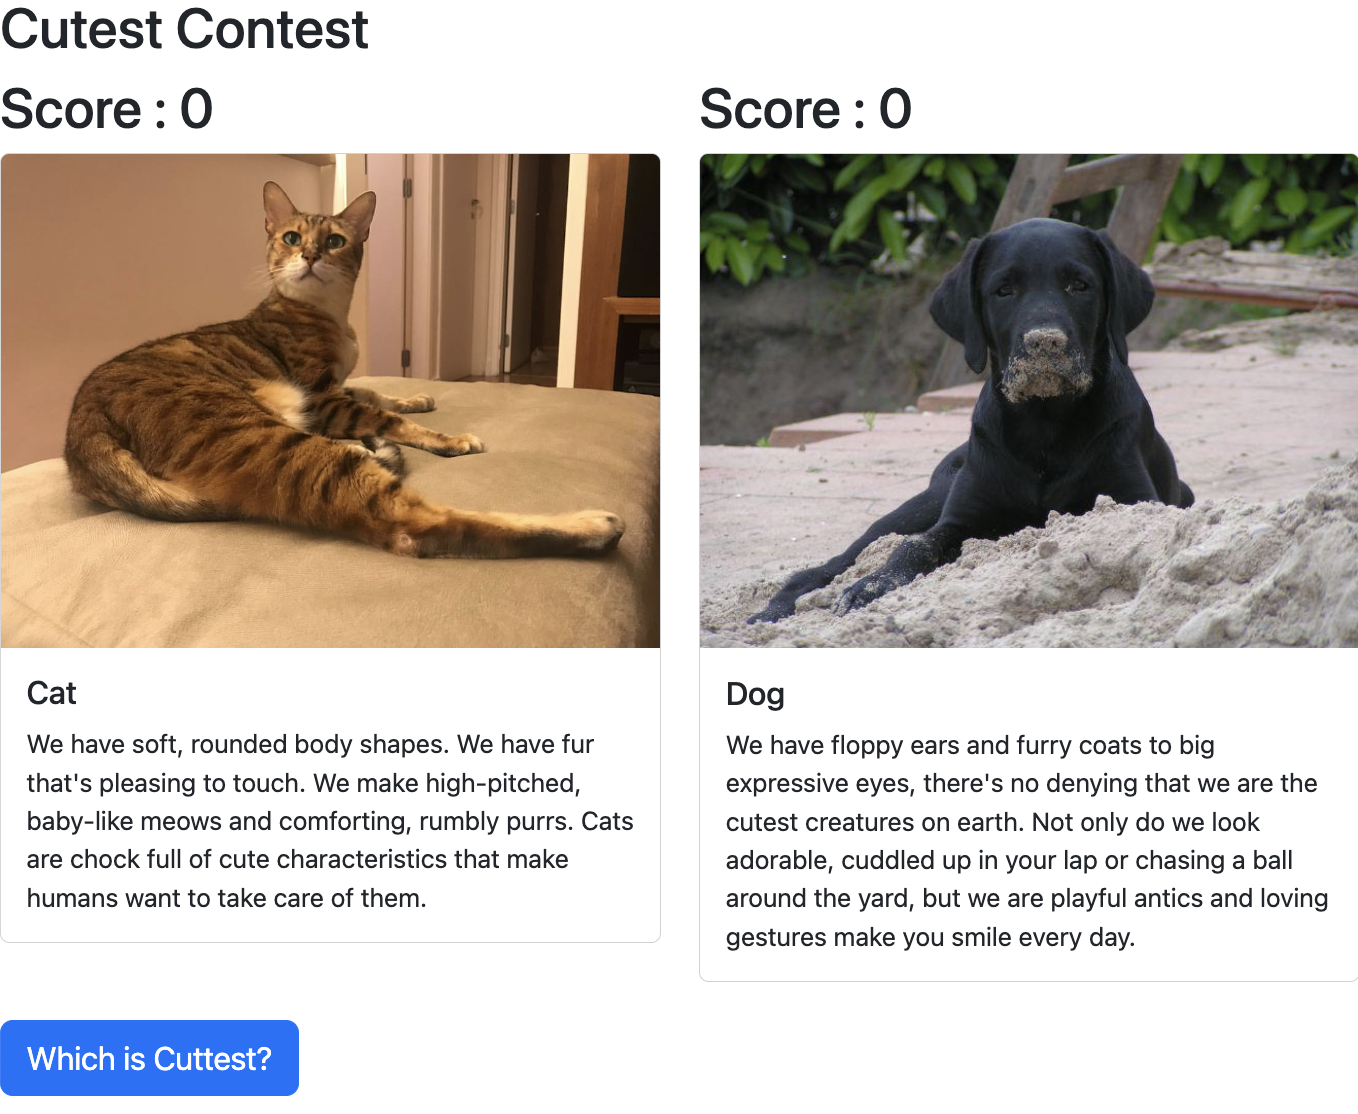 Cutest Contest
Score : 0
Score : 0
Cat
We have soft, rounded body shapes. We have fur
that's pleasing to touch. We make high-pitched,
baby-like meows and comforting, rumbly purrs. Cats
are chock full of cute characteristics that make
humans want to take care of them.
Dog
We have floppy ears and furry coats to big
expressive eyes, there's no denying that we are the
cutest creatures on earth. Not only do we look
adorable, cuddled up in your lap or chasing a ball
around the yard, but we are playful antics and loving
gestures make you smile every day.
Which is Cuttest?